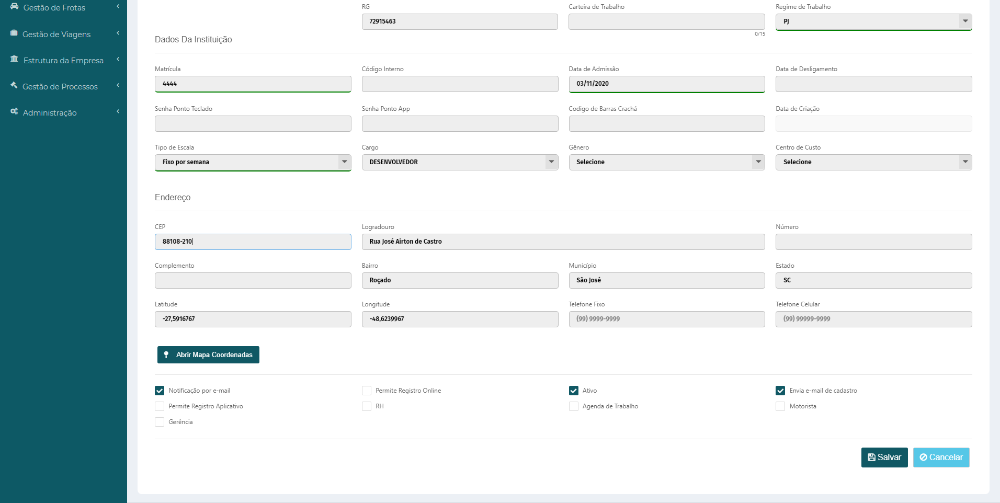 Gestão de Frotas
Gestão de Viagens
Estrutura da Empresa
Gestão de Processos
Administração
RG
Carteira de Trabalho
Regime de Trabalho
72915463
PJ
0/15
Dados Da Instituição
Matrícula
Código Interno
Data de Admissão
Data de Desligamento
4444
03/11/2020
Senha Ponto Teclado
Senha Ponto App
Codigo de Barras Crachá
Data de Criação
Tipo de Escala
Cargo
Gênero
Centro de Custo
Fixo por semana
DESENVOLVEDOR
Selecione
Selecione
Endereço
CEP
Logradouro
Número
88108-210
Rua José Airton de Castro
Complemento
Bairro
Município
Estado
Roçado
São José
SC
Latitude
Longitude
Telefone Fixo
Telefone Celular
-27,5916767
-48,6239967
(99) 9999-9999
(99) 99999-9999
Abrir Mapa Coordenadas
Notificação por e-mail
Permite Registro Online
Ativo
Envia e-mail de cadastro
Permite Registro Aplicativo
RH
Agenda de Trabalho
Motorista
Gerência
Salvar
Cancelar